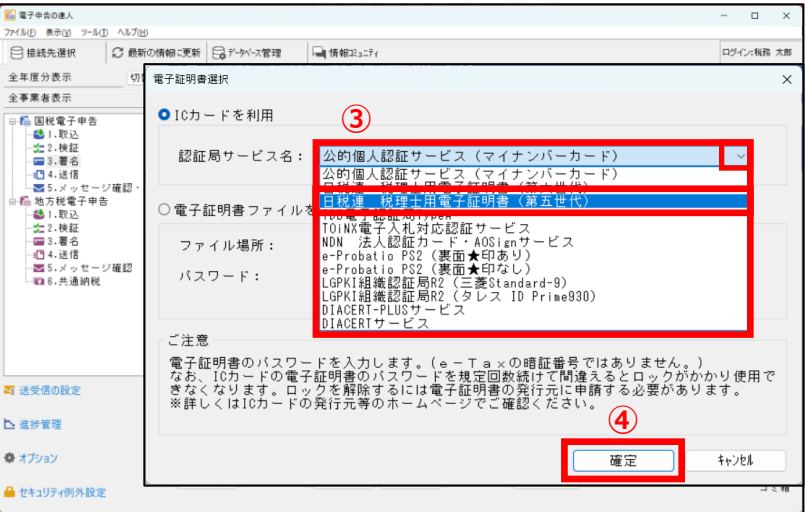 電子申告の達人
ファイル(F) 表示(V) ツール(T) ヘルプ(H)
接続先選択 最新の情報に更新 データベース管理 情報コミュニティ ログイン:税務 太郎
全年度分表示 切
全事業者表示
国税電子申告
1.取込
2.検証
3.署名
4.送信
5.メッセージ確認・
地方税電子申告
1.取込
2.検証
3.署名
4.送信
5.メッセージ確認
6.共通納税
送受信の設定
進捗管理
オプション
セキュリティ例外設定
電子証明書選択
ICカードを利用
③
認証局サービス名: 公的個人認証サービス(マイナンバーカード)
公的個人認証サービス(マイナンバーカード)
日税連 税理士用電子証明書(第五世代)
TOiNX電子入札対応認証サービス
NDN 法人認証カード・AOSignサービス
e-Probatio PS2(裏面★印あり)
e-Probatio PS2(裏面★印なし)
LGPKI組織認証局R2(三菱Standard-9)
LGPKI組織認証局R2(タレス ID Prime930)
DIACERT-PLUSサービス
DIACERTサービス
電子証明書ファイルを
ファイル場所:
パスワード:
ご注意
電子証明書のパスワードを入力します。(e-Taxの暗証番号ではありません。)
なお、ICカードの電子証明書のパスワードを規定回数続けて間違えるとロックがかかり使用で
きなくなります。ロックを解除するには電子証明書の発行元に申請する必要があります。
※詳しくはICカードの発行元等のホームページでご確認ください。
④
確定 キャンセル